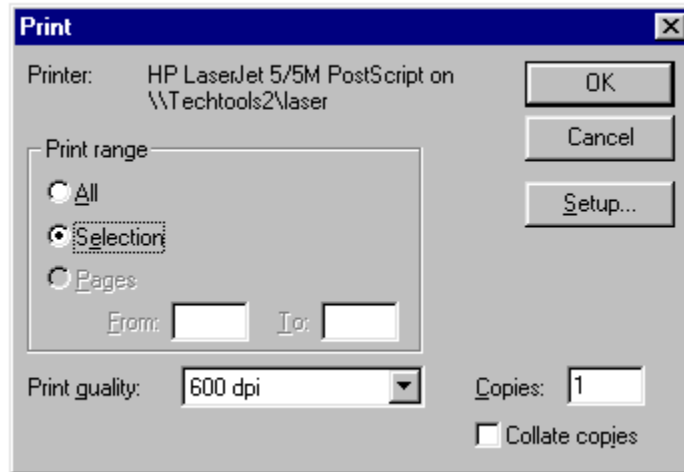 Print
Printer: HP LaserJet 5/5M PostScript on
\\Techtools2\laser
OK
Cancel
Setup...
Print range
All
Selection
Pages
From: To:
Print quality: 600 dpi
Copies: 1
Collate copies